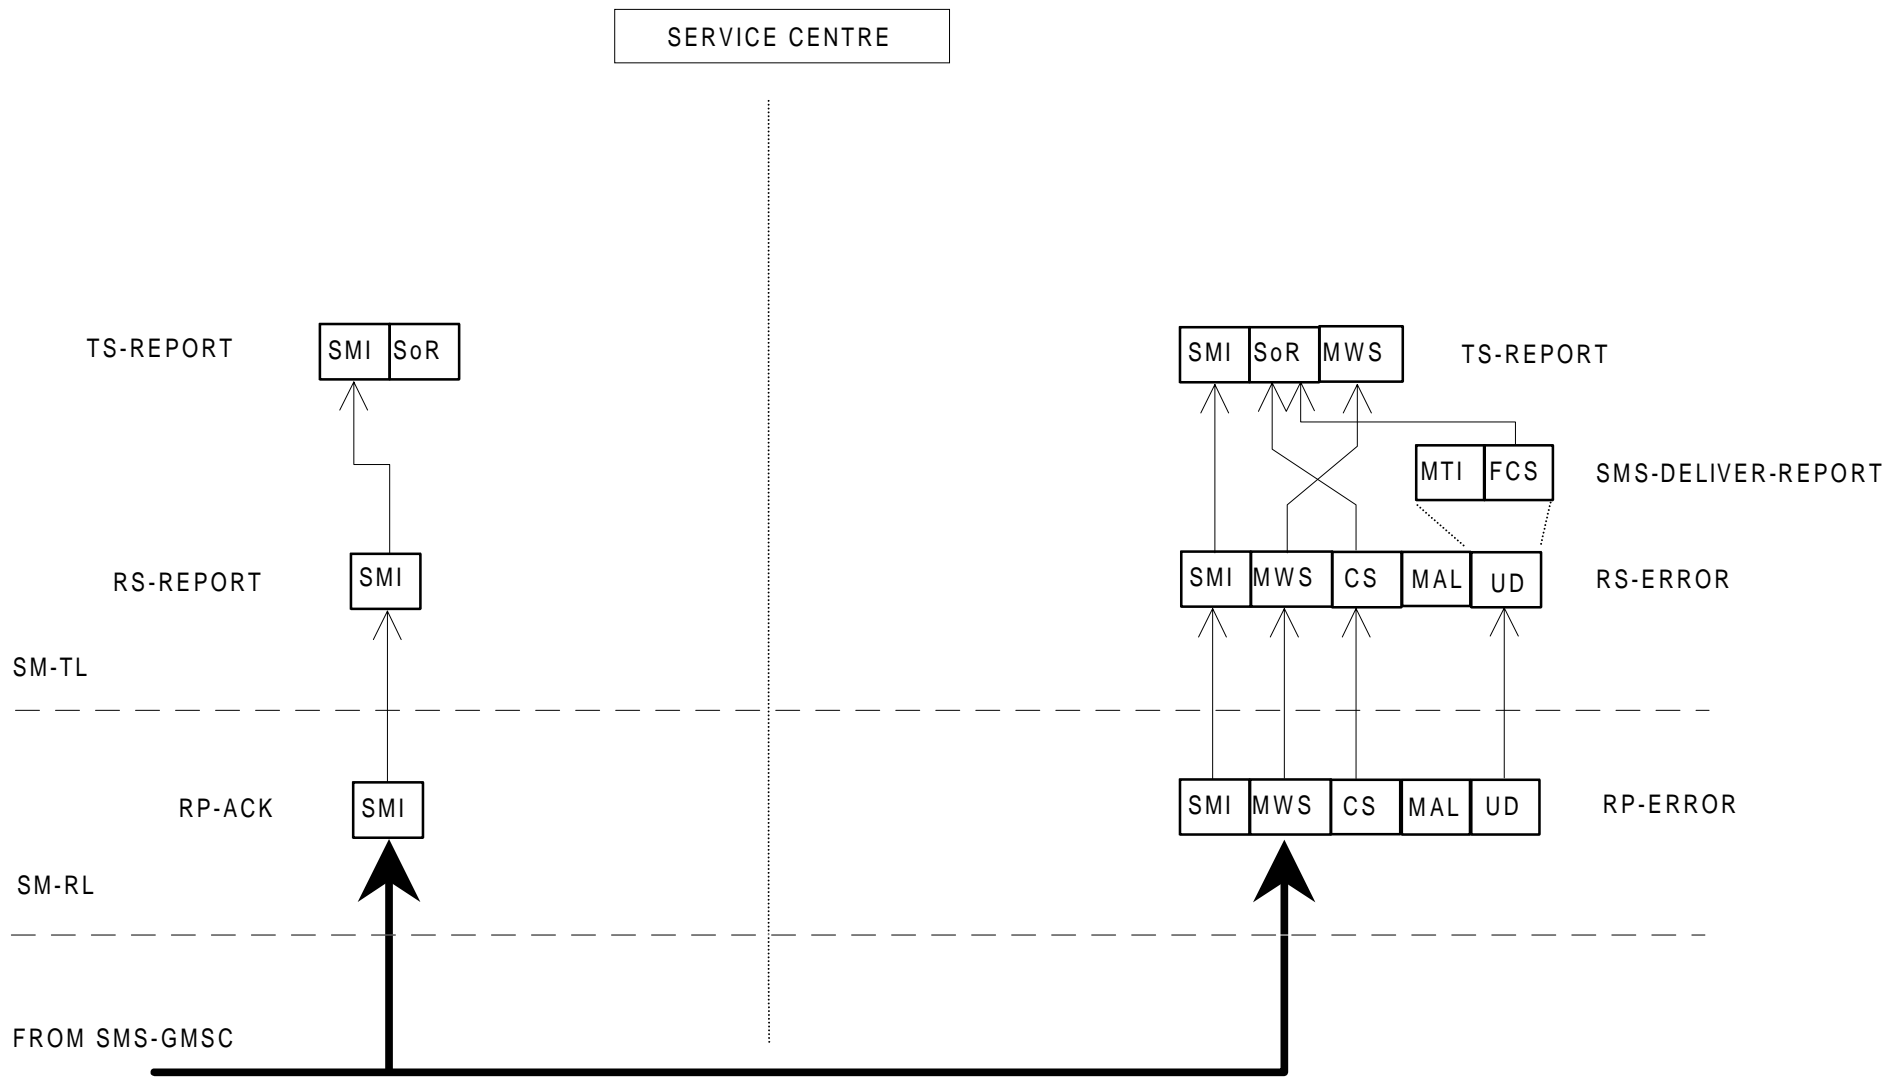 SERVICE CENTRE
TS-REPORT SMI SoR SMI SoR MWS TS-REPORT
MTI FCS SMS-DELIVER-REPORT
RS-REPORT SMI SMI MWS CS MAL UD RS-ERROR
SM-TL
RP-ACK SMI SMI MWS CS MAL UD RP-ERROR
SM-RL
FROM SMS-GMSC